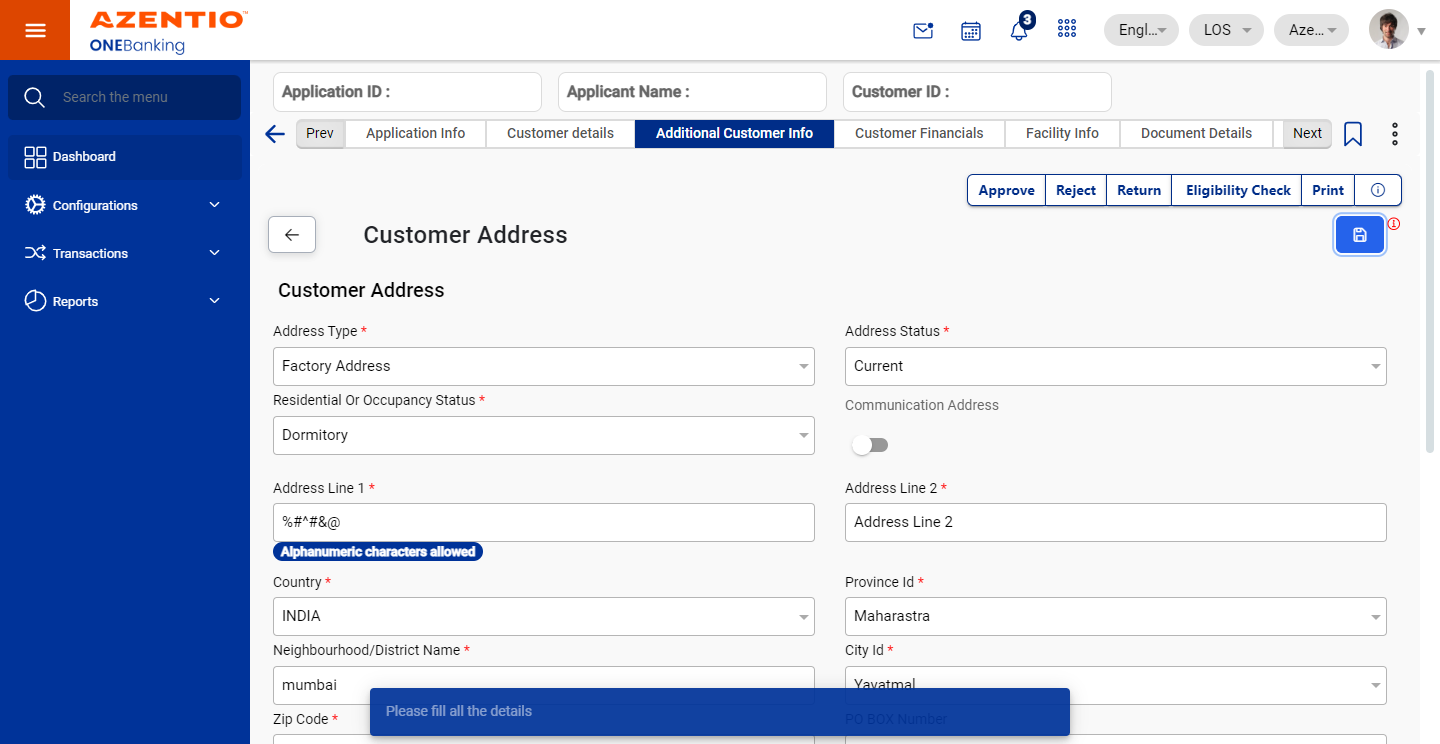 AZENTIO™
ONEBanking
3
Engl...
LOS
Aze...
Search the menu
Dashboard
Configurations
Transactions
Reports
Application ID :
Applicant Name :
Customer ID :
Prev
Application Info
Customer details
Additional Customer Info
Customer Financials
Facility Info
Document Details
Next
Approve
Reject
Return
Eligibility Check
Print
Customer Address
Customer Address
Address Type *
Address Status *
Factory Address
Current
Residential Or Occupancy Status *
Communication Address
Dormitory
Address Line 1 *
Address Line 2 *
%#^#&@
Address Line 2
Alphanumeric characters allowed
Country *
Province Id *
INDIA
Maharastra
Neighbourhood/District Name *
City Id *
mumbai
Yavatmal
Please fill all the details
Zip Code *
PO BOX Number